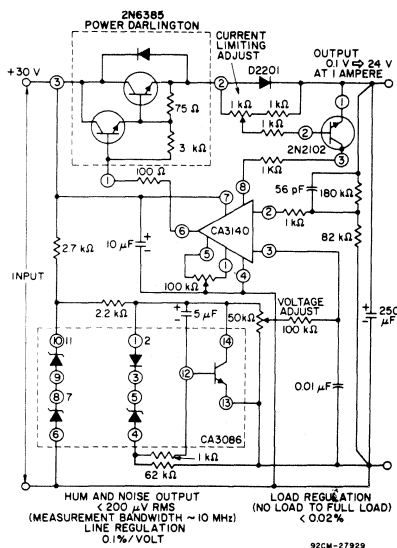 2N6385
POWER DARLINGTON
CURRENT
LIMITING
ADJUST
D2201
OUTPUT
0.1 V ⇨ 24 V
AT 1 AMPERE
+30 V
3
2
1 kΩ
1 kΩ
1
75 Ω
1 kΩ
2
2N2102
3 kΩ
3
1 KΩ
100 Ω
1
8
56 pF
180 kΩ
7
6
CA3140
2
1 kΩ
2.7 kΩ
10 μF
+
-
5
1
4
3
82 kΩ
INPUT
100 kΩ
VOLTAGE
ADJUST
+
-
250
μF
2.2 kΩ
+
-
5 μF
50kΩ
100 kΩ
10
11
1
2
14
9
3
12
0.01 μF
8
7
5
13
6
4
CA3086
1 kΩ
62 kΩ
HUM AND NOISE OUTPUT
< 200 μV RMS
(MEASUREMENT BANDWIDTH ~ 10 MHz)
LINE REGULATION
0.1%/VOLT
LOAD REGULATION
(NO LOAD TO FULL LOAD)
< 0.02%
92CM-27929